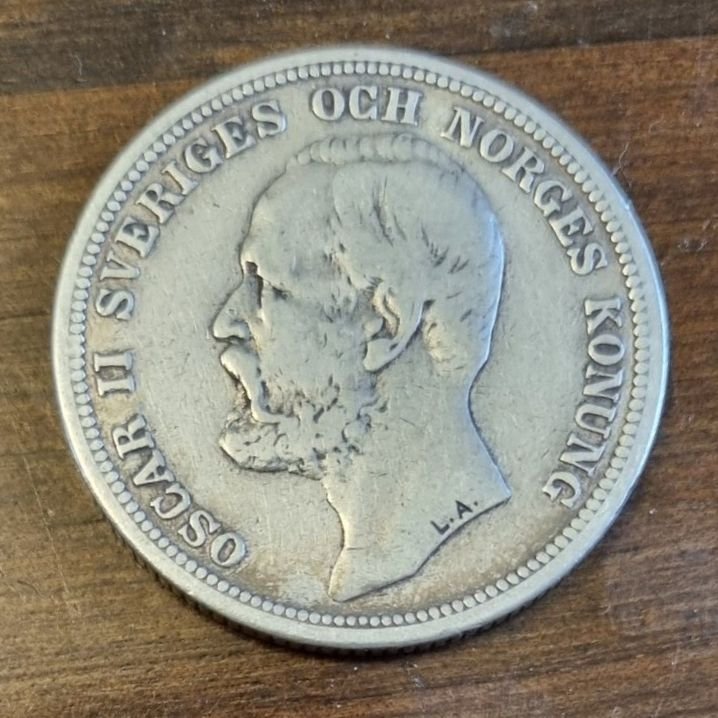 OSCAR II SVERIGES OCH NORGES KONUNG
L.A.